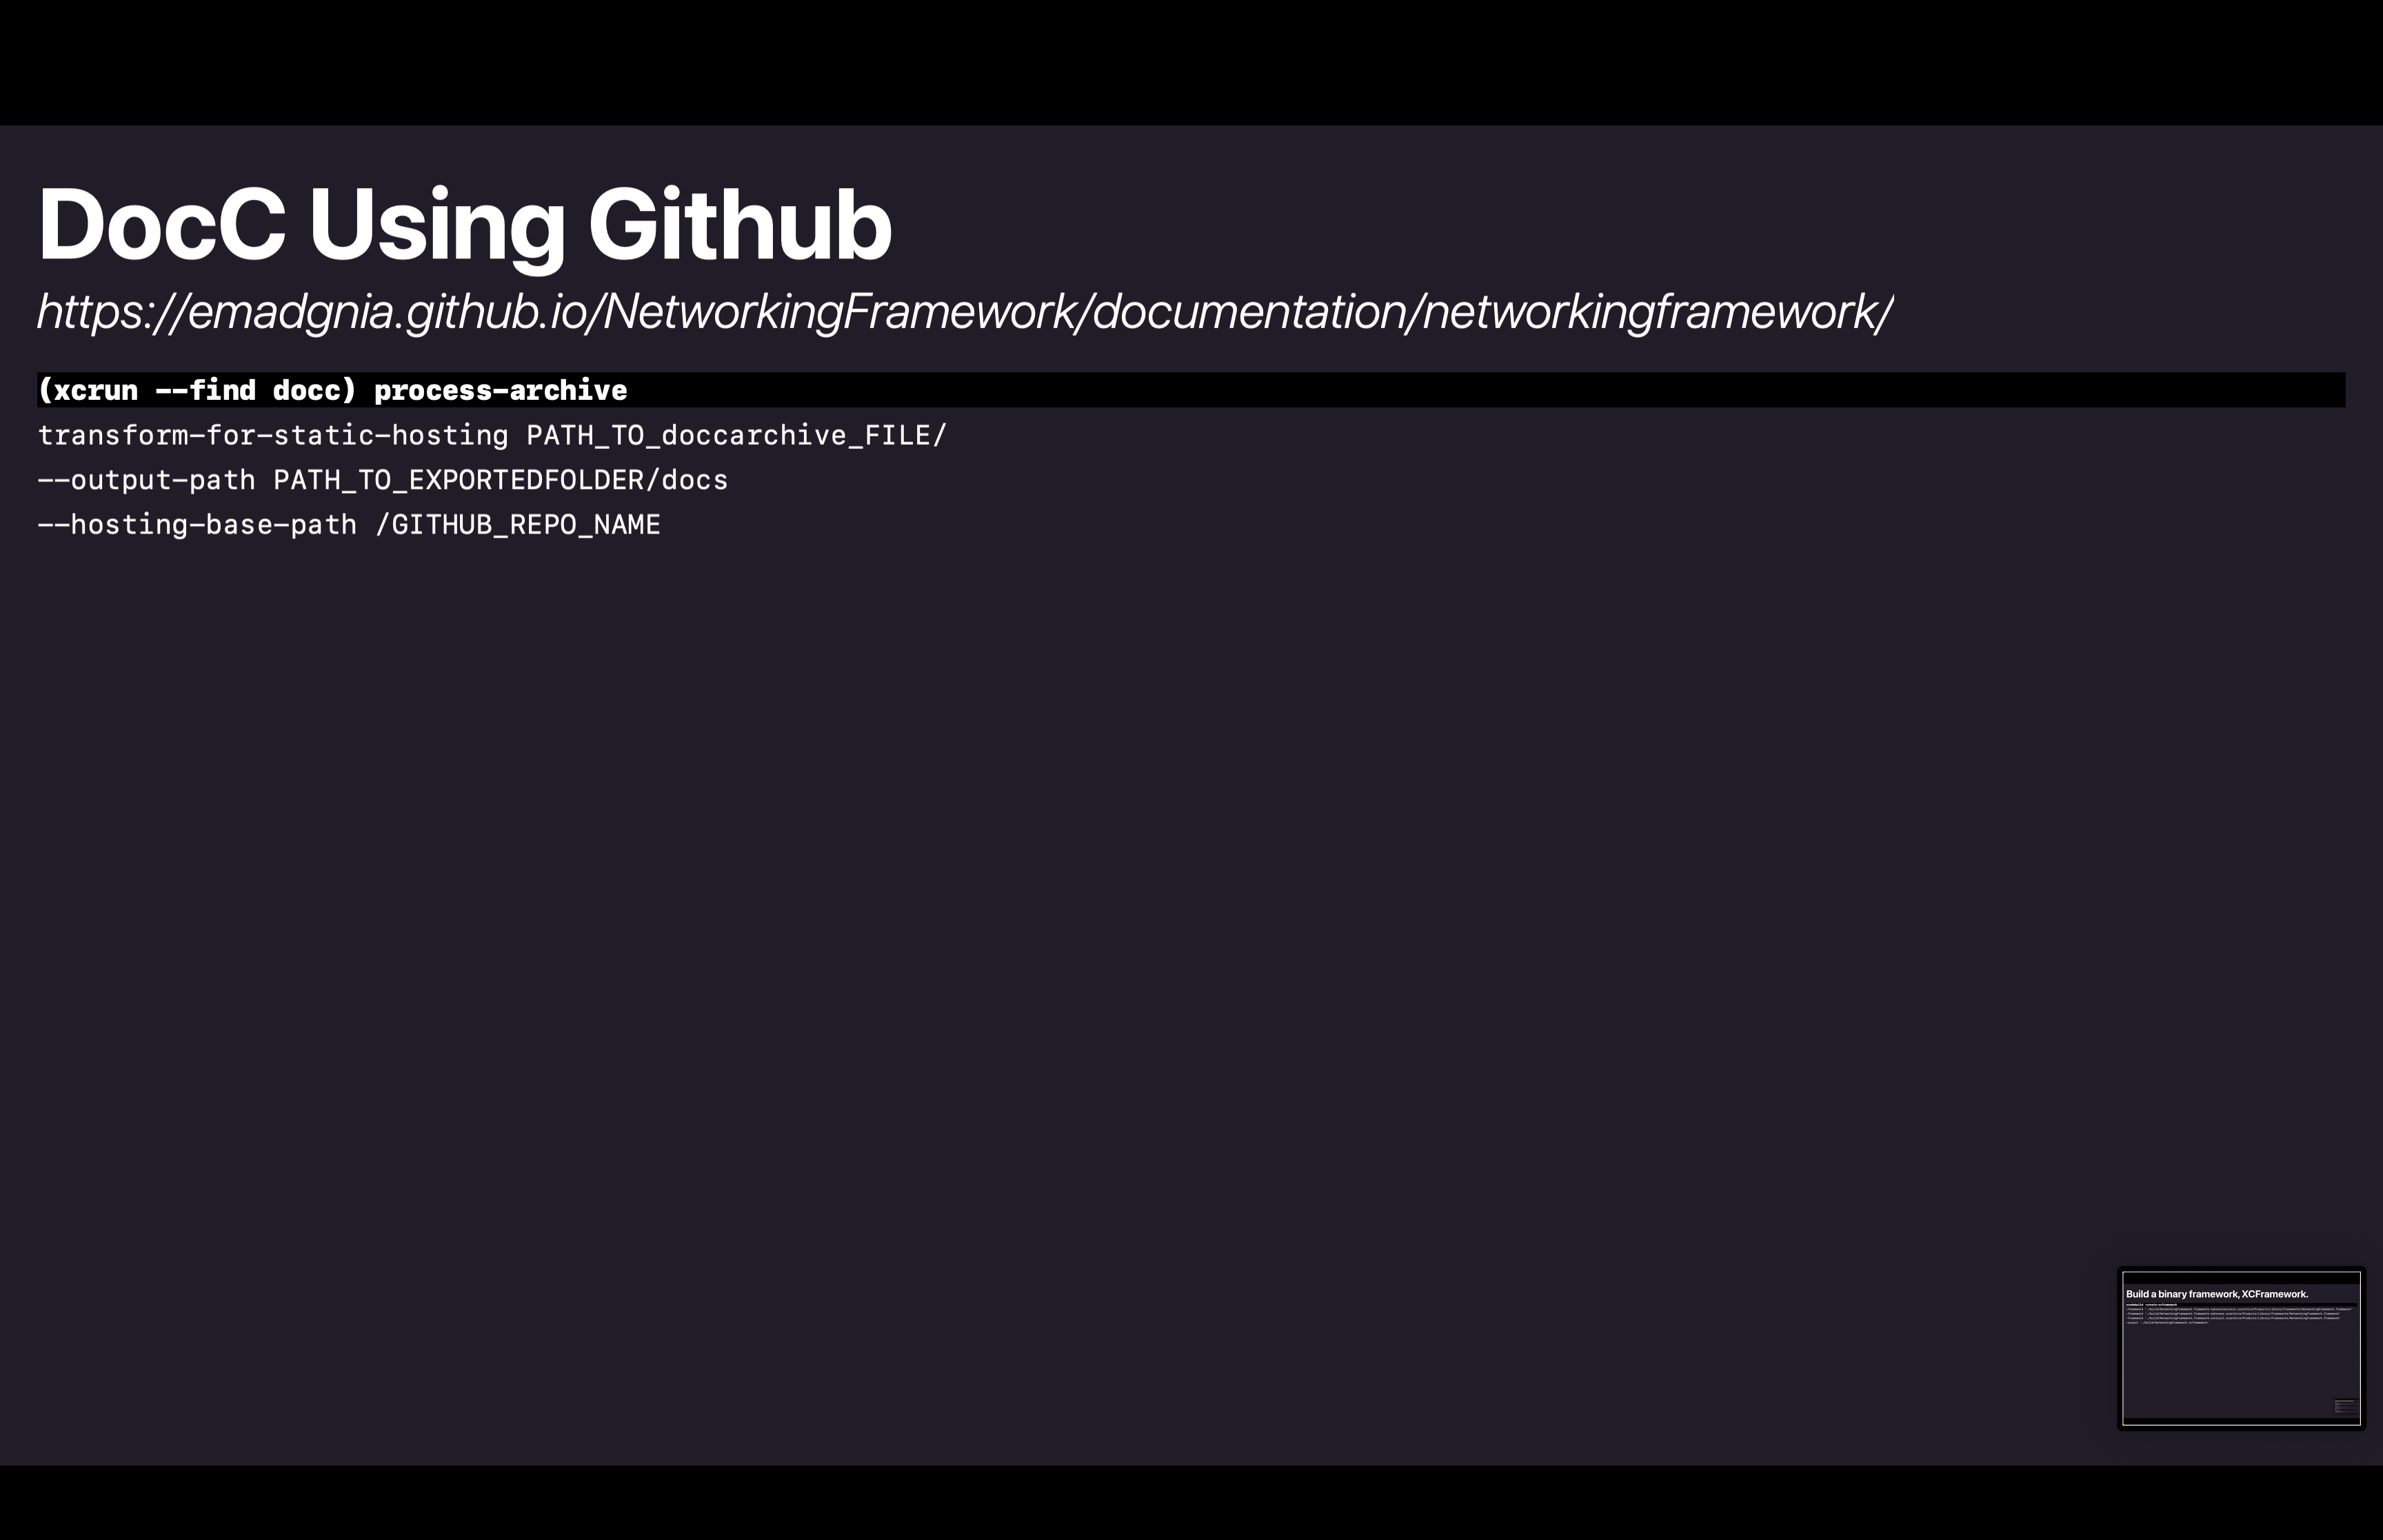 DocC Using Github
https://emadgnia.github.io/NetworkingFramework/documentation/networkingframework/
(xcrun --find docc) process-archive
transform-for-static-hosting PATH_TO_doccarchive_FILE/
--output-path PATH_TO_EXPORTEDFOLDER/docs
--hosting-base-path /GITHUB_REPO_NAME
Build a binary framework, XCFramework.